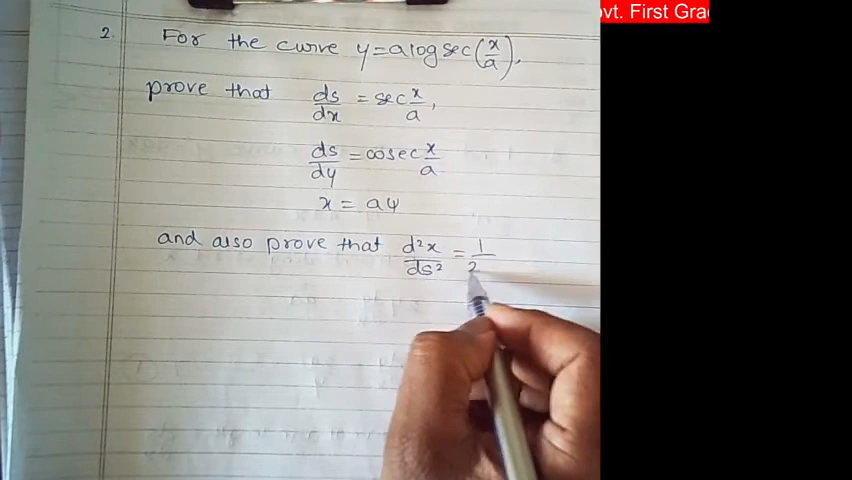 2. For the curve y=a log sec(x/a),
prove that ds/dx = sec x/a,
ds/dy = cosec x/a
x = aψ
and also prove that d²x/ds² = 1/2
ovt. First Grad